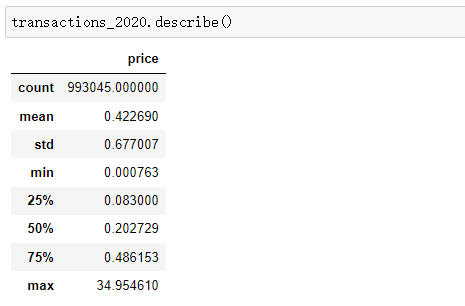 transactions_2020.describe()
price
count 993045.000000
mean 0.422690
std 0.677007
min 0.000763
25% 0.083000
50% 0.202729
75% 0.486153
max 34.954610